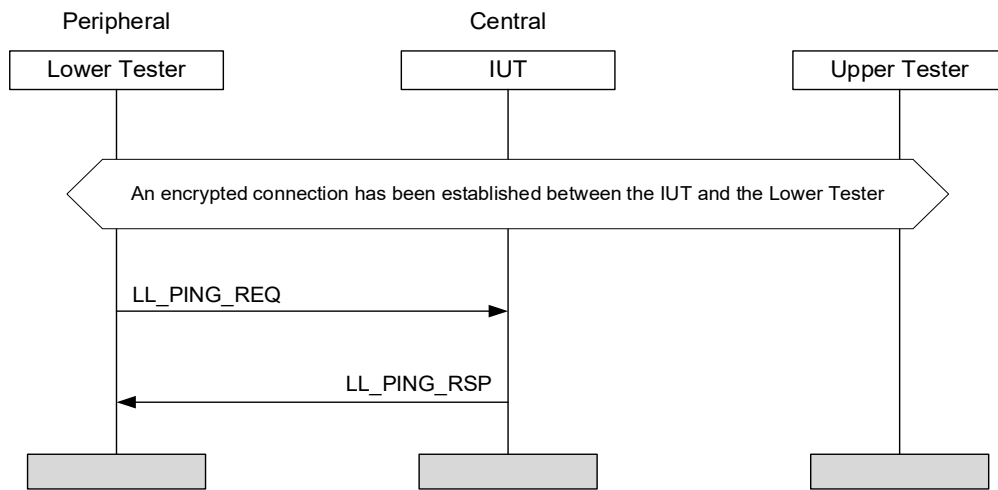 Peripheral
Central
Lower Tester
IUT
Upper Tester
An encrypted connection has been established between the IUT and the Lower Tester
LL_PING_REQ
LL_PING_RSP